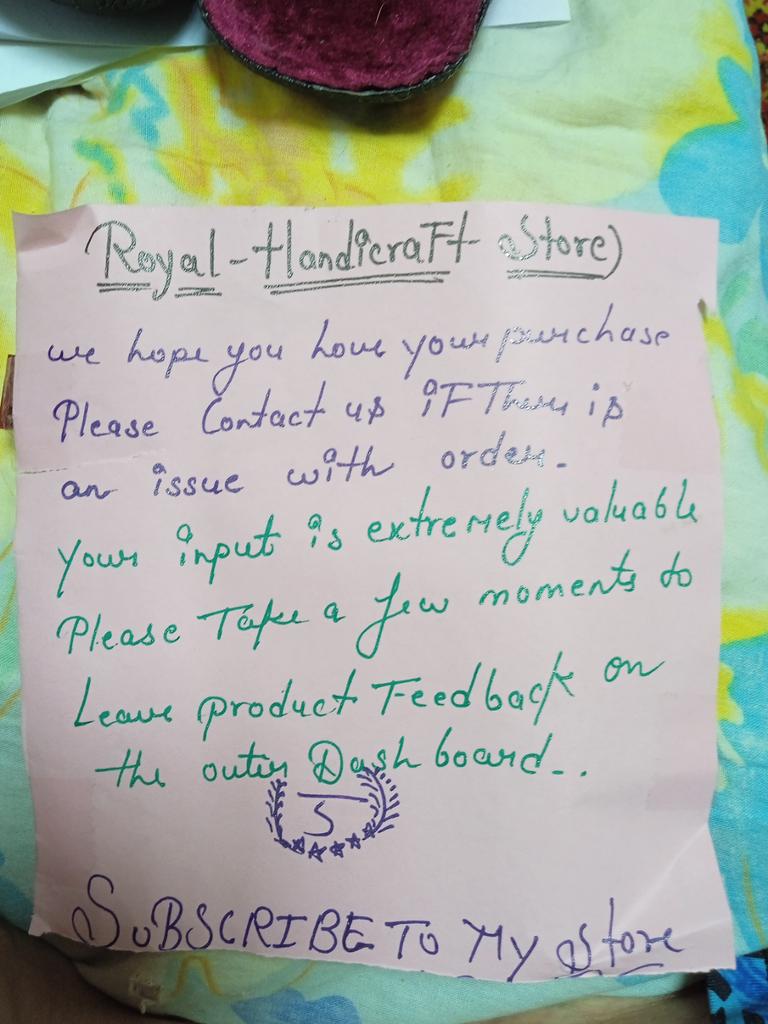 Royal-Handicraft Store)
we hope you Love your purchase
Please Contact us iF There is
an issue with order.
Your input is extremely valuable
Please Take a few moments to
Leave product Feedback on
the outer Dashboard..
5
SUBSCRIBE TO MY Store